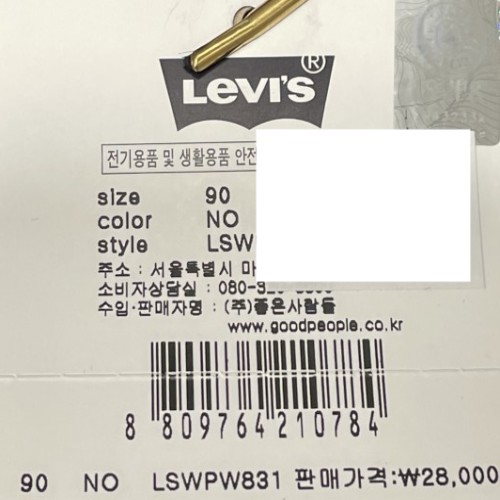 LEVI'S®
전기용품 및 생활용품 안전
size 90
color NO
style LSW
주소 : 서울특별시 마
소비자상담실 : 080-
수입·판매자명 : (주)좋은사람들
www.goodpeople.co.kr
8 809764 210784
90 NO LSWPW831 판매가격:₩28,000